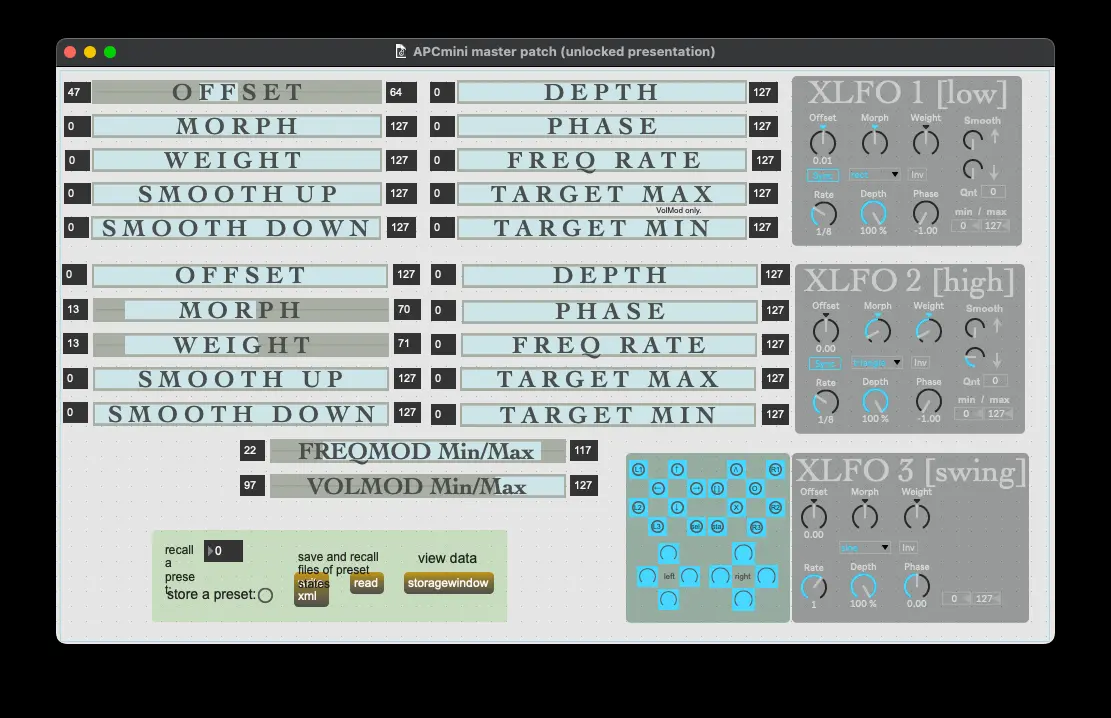 APCmini master patch (unlocked presentation)
47 OFFSET 64 0 DEPTH 127
0 MORPH 127 0 PHASE 127
0 WEIGHT 127 0 FREQ RATE 127
0 SMOOTH UP 127 0 TARGET MAX 127
VolMod only.
0 SMOOTH DOWN 127 0 TARGET MIN 127
XLFO 1 [low]
Offset Morph Weight Smooth
0.01
Sync rect Inv
Qnt 0
Rate Depth Phase
min / max
1/8 100 % -1.00
0 127
0 OFFSET 127 0 DEPTH 127
13 MORPH 70 0 PHASE 127
13 WEIGHT 71 0 FREQ RATE 127
0 SMOOTH UP 127 0 TARGET MAX 127
0 SMOOTH DOWN 127 0 TARGET MIN 127
XLFO 2 [high]
Offset Morph Weight Smooth
0.00
Sync triangle Inv
Qnt 0
Rate Depth Phase
min / max
1/8 100 % -1.00
0 127
22 FREQMOD Min/Max 117
97 VOLMOD Min/Max 127
L1 R1
L2 X R2
L3 sel sta R3
left right
XLFO 3 [swing]
Offset Morph Weight
0.00
Inv
Rate Depth Phase
1 100 % 0.00
0 127
recall
a
prese
t
0
store a preset:
save and recall
files of preset
states
xml
read
view data
storagewindow